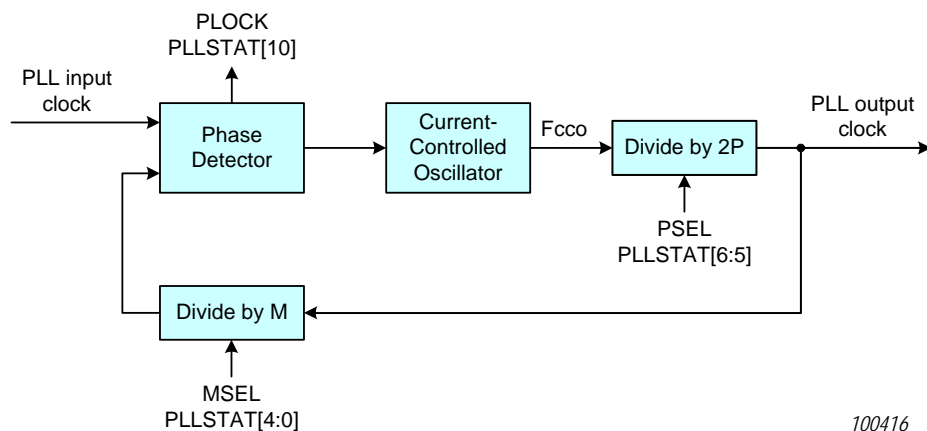 PLOCK
PLLSTAT[10]
PLL input
clock
Phase
Detector
Current-
Controlled
Oscillator
Fcco
Divide by 2P
PLL output
clock
PSEL
PLLSTAT[6:5]
Divide by M
MSEL
PLLSTAT[4:0]
100416